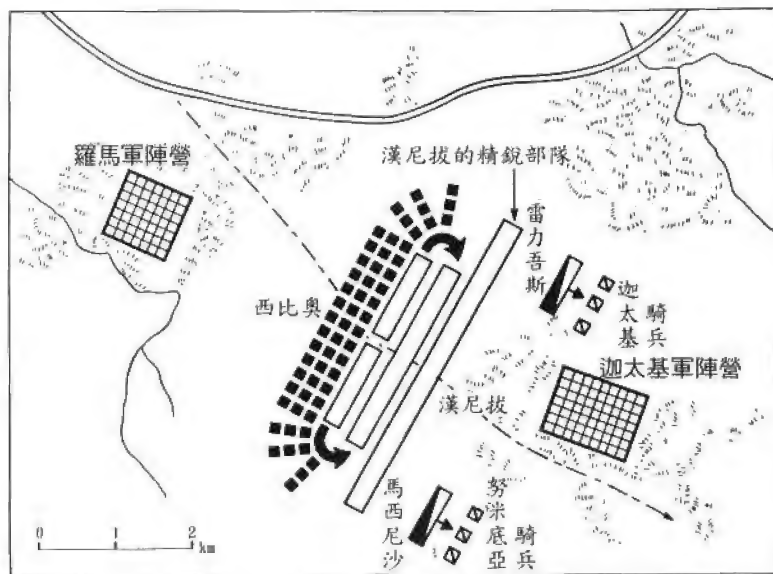 羅馬軍陣營
漢尼拔的精銳部隊
雷力吾斯
迦太基騎兵
西比奧
迦太基軍陣營
漢尼拔
馬西尼沙
努米底亞騎兵
0 1 2
km